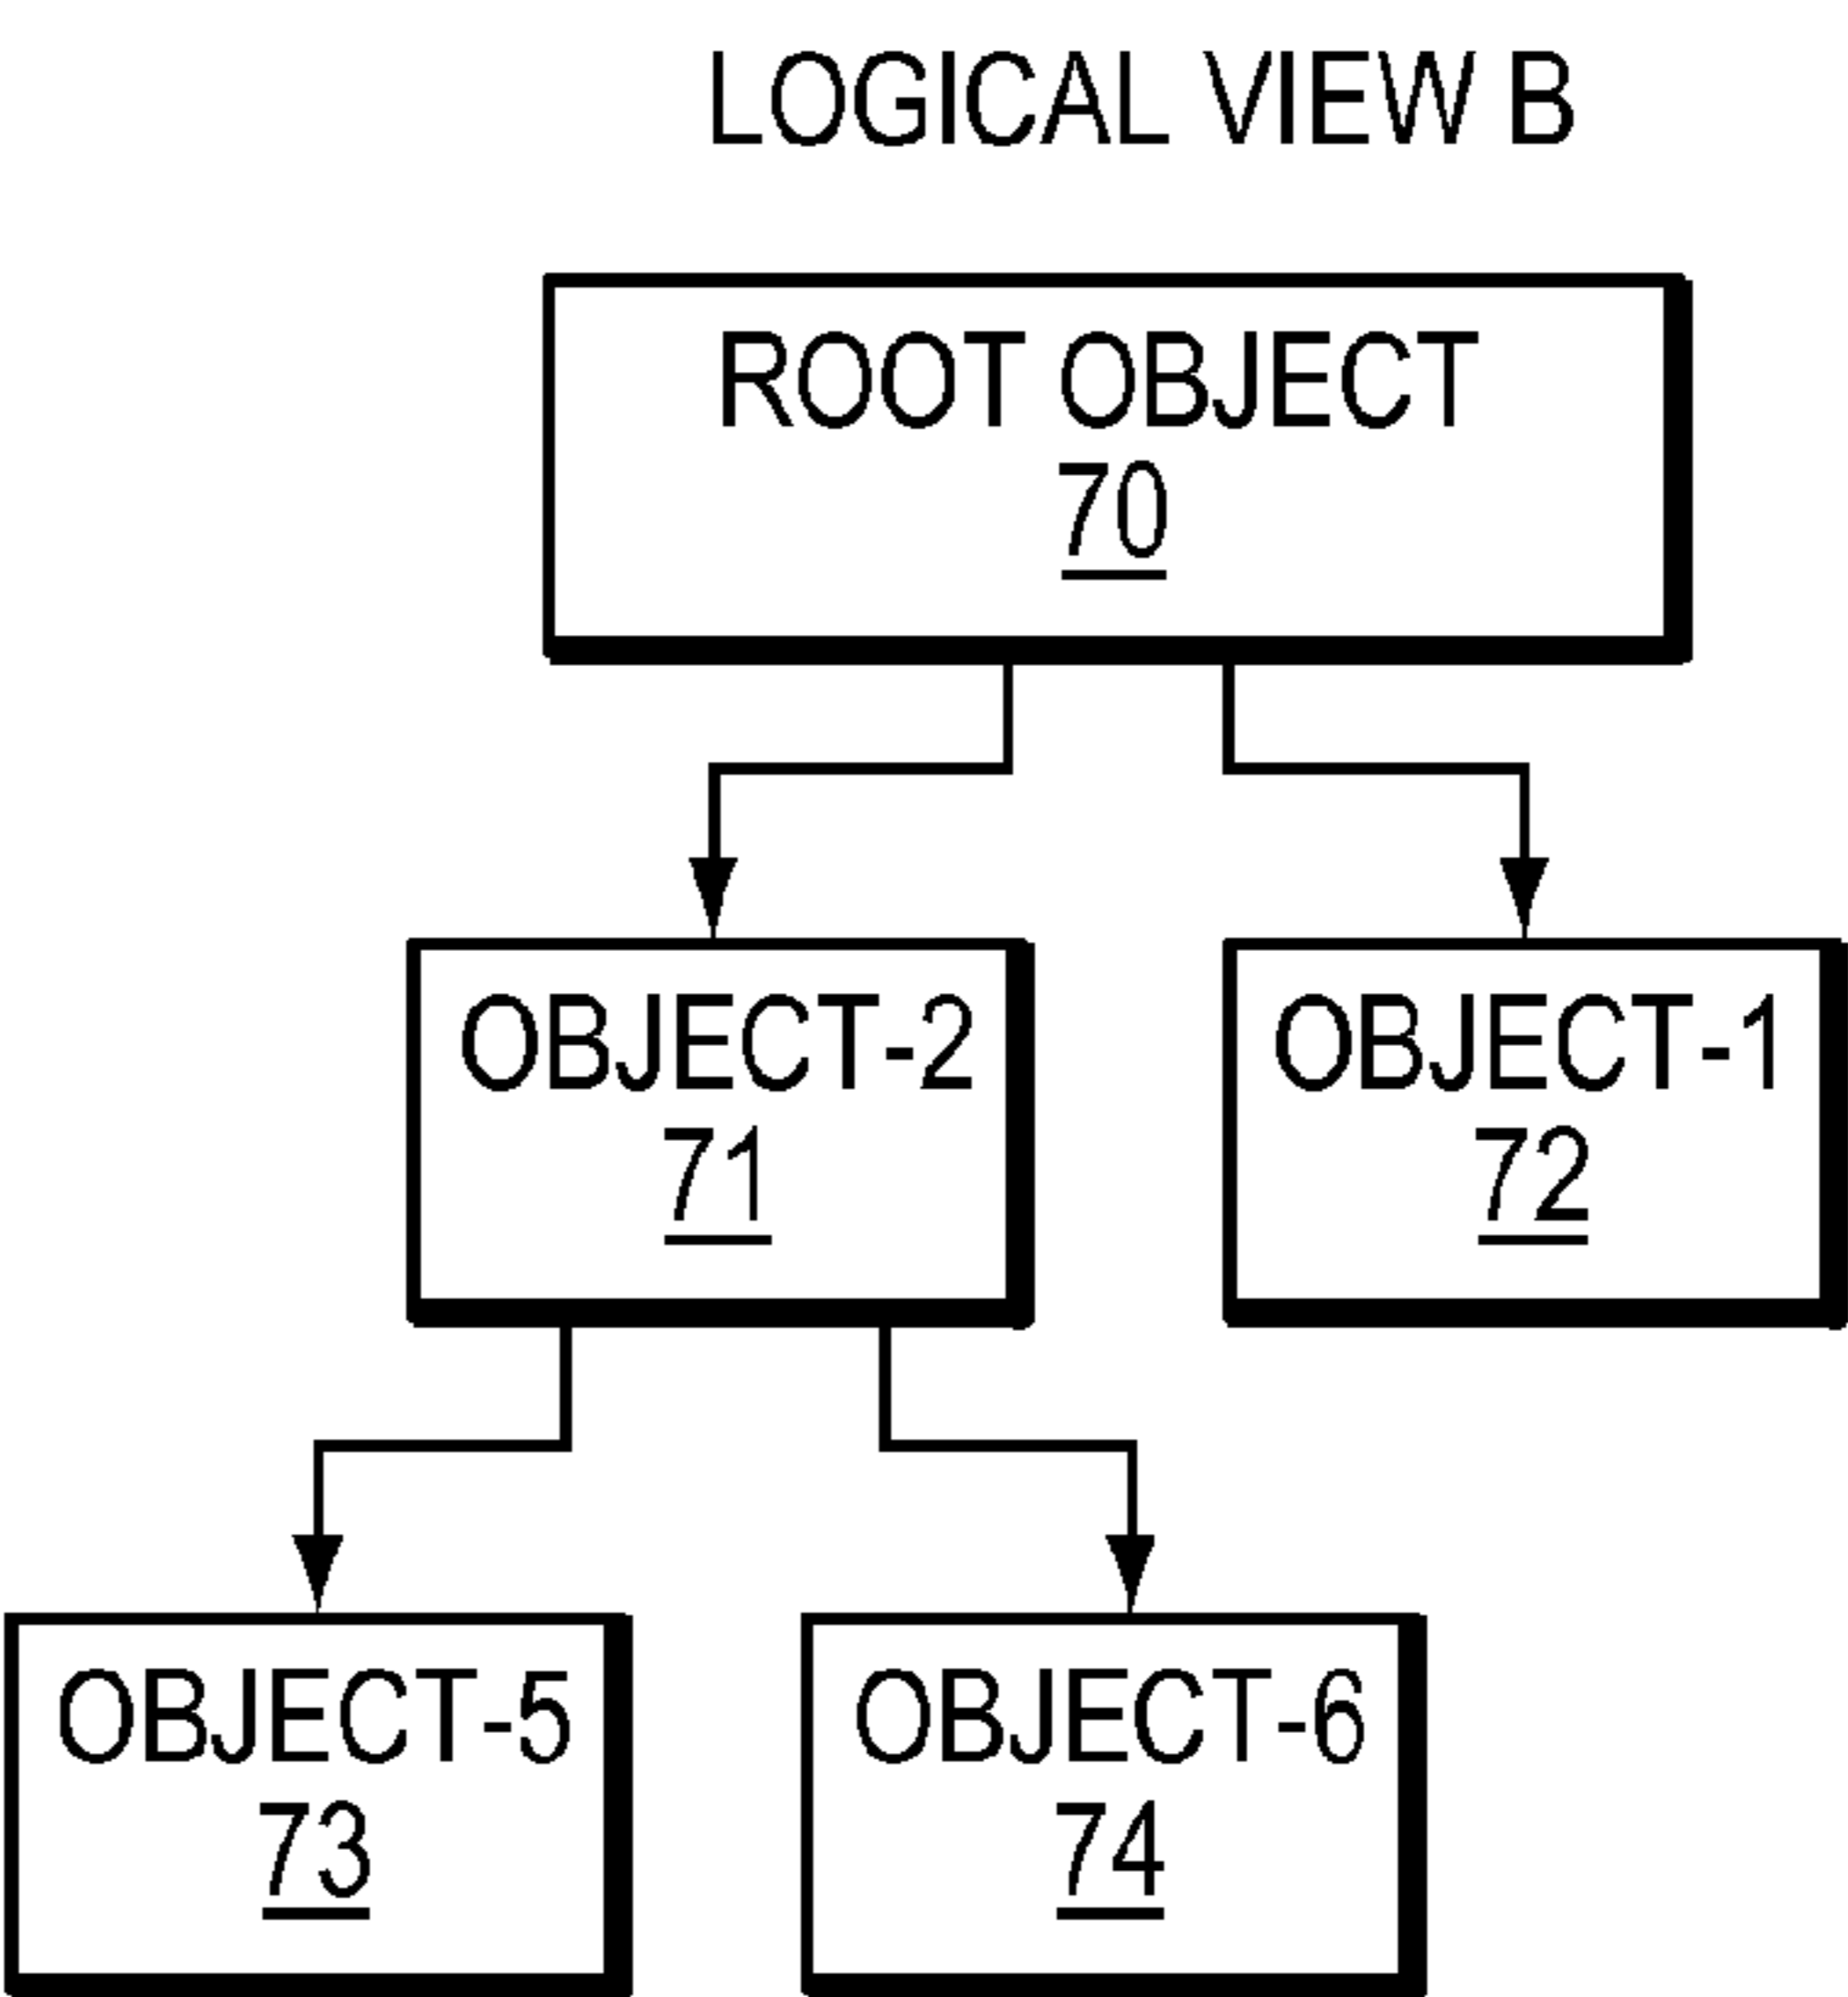 LOGICAL VIEW B
ROOT OBJECT
70
OBJECT-2
71
OBJECT-1
72
OBJECT-5
73
OBJECT-6
74